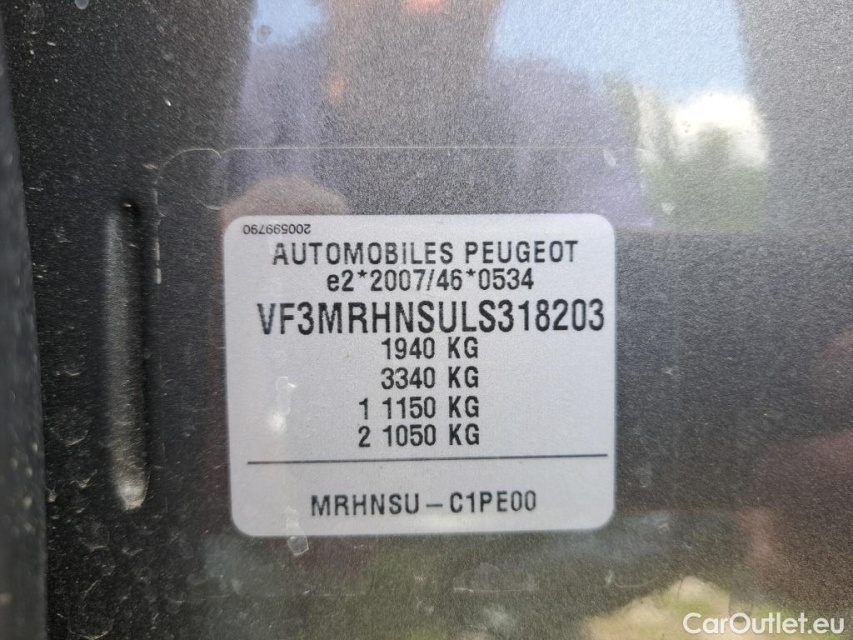 200599790
AUTOMOBILES PEUGEOT
e2*2007/46*0534
VF3MRHNSULS318203
1940 KG
3340 KG
1 1150 KG
2 1050 KG
MRHNSU-C1PE00
CarOutlet.eu